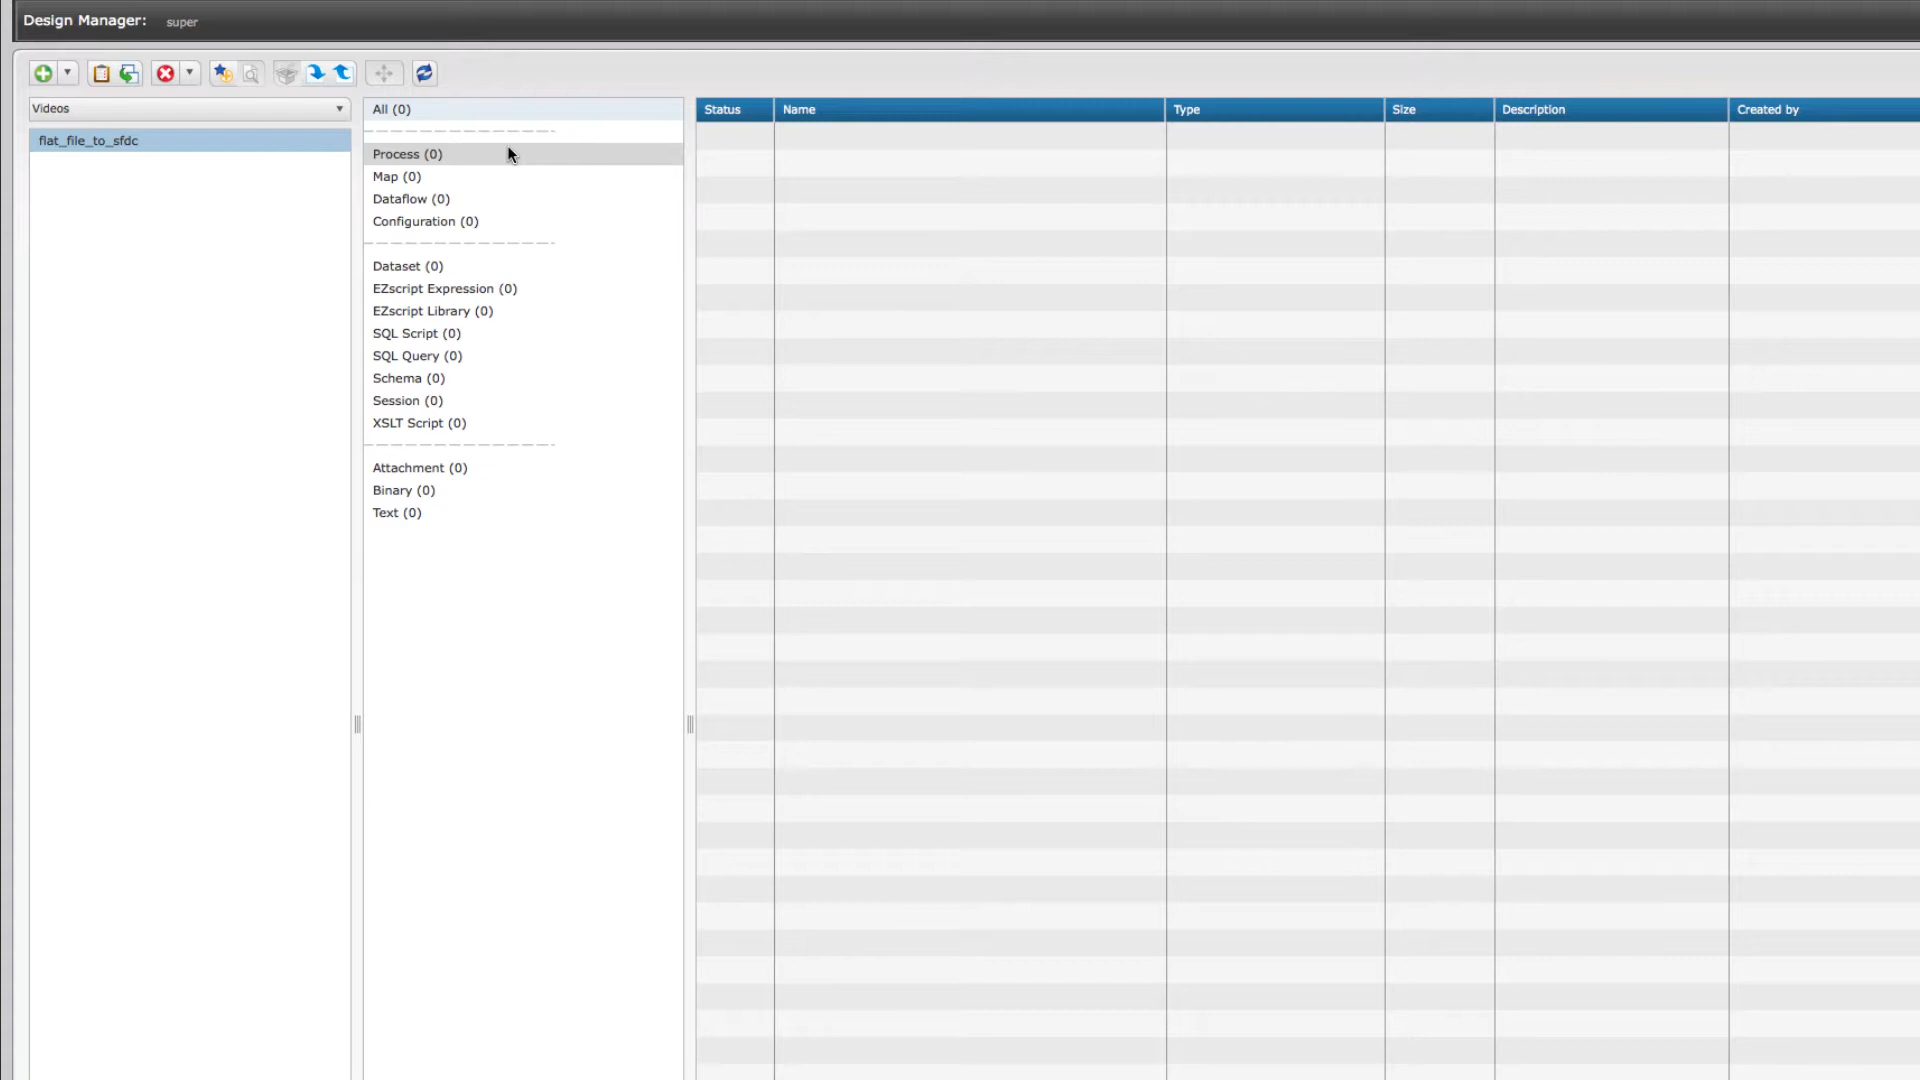 Design Manager: super
Videos
flat_file_to_sfdc
All (0)
Process (0)
Map (0)
Dataflow (0)
Configuration (0)
Dataset (0)
EZscript Expression (0)
EZscript Library (0)
SQL Script (0)
SQL Query (0)
Schema (0)
Session (0)
XSLT Script (0)
Attachment (0)
Binary (0)
Text (0)
Status Name Type Size Description Created by